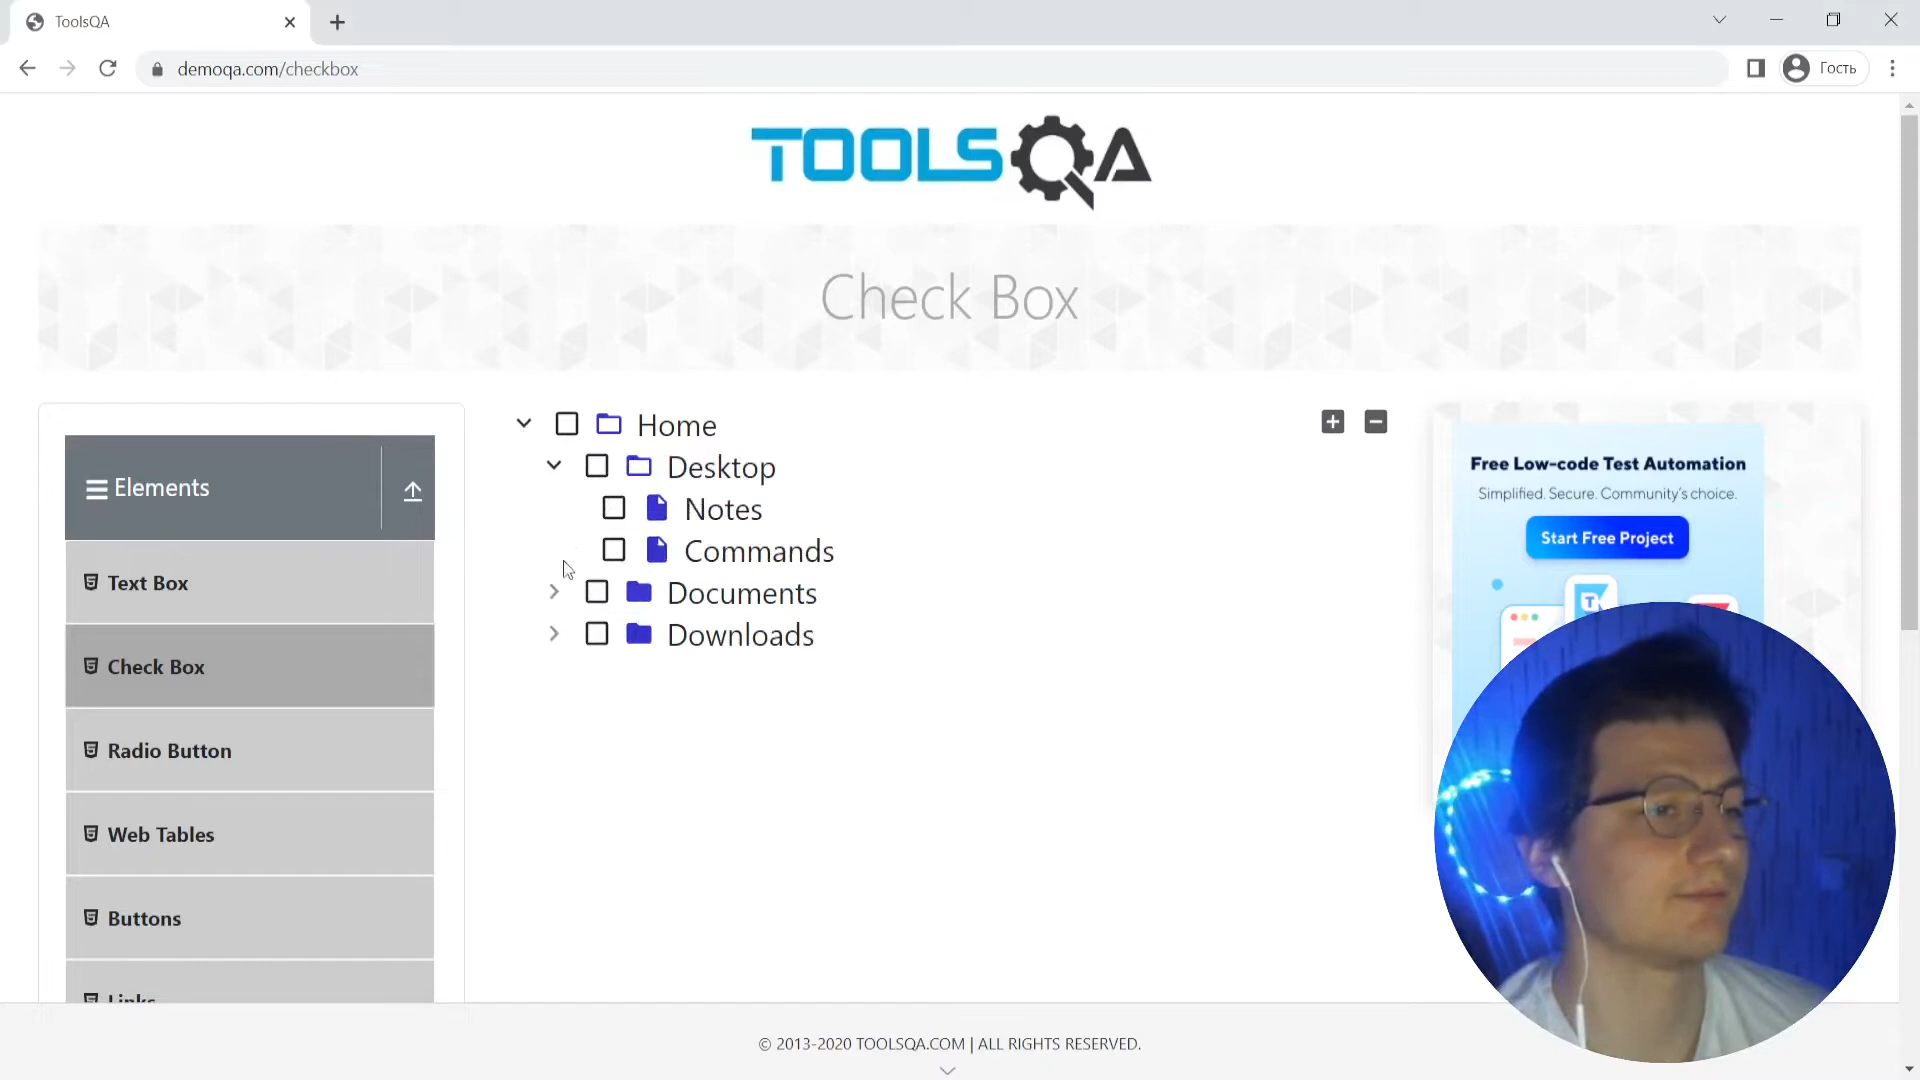 ToolsQA
demoqa.com/checkbox
Гость
TOOLSQA
Check Box
Elements
Text Box
Check Box
Radio Button
Web Tables
Buttons
Links
Home
Desktop
Notes
Commands
Documents
Downloads
Free Low-code Test Automation
Simplified. Secure. Community's choice.
Start Free Project
T
© 2013-2020 TOOLSQA.COM | ALL RIGHTS RESERVED.